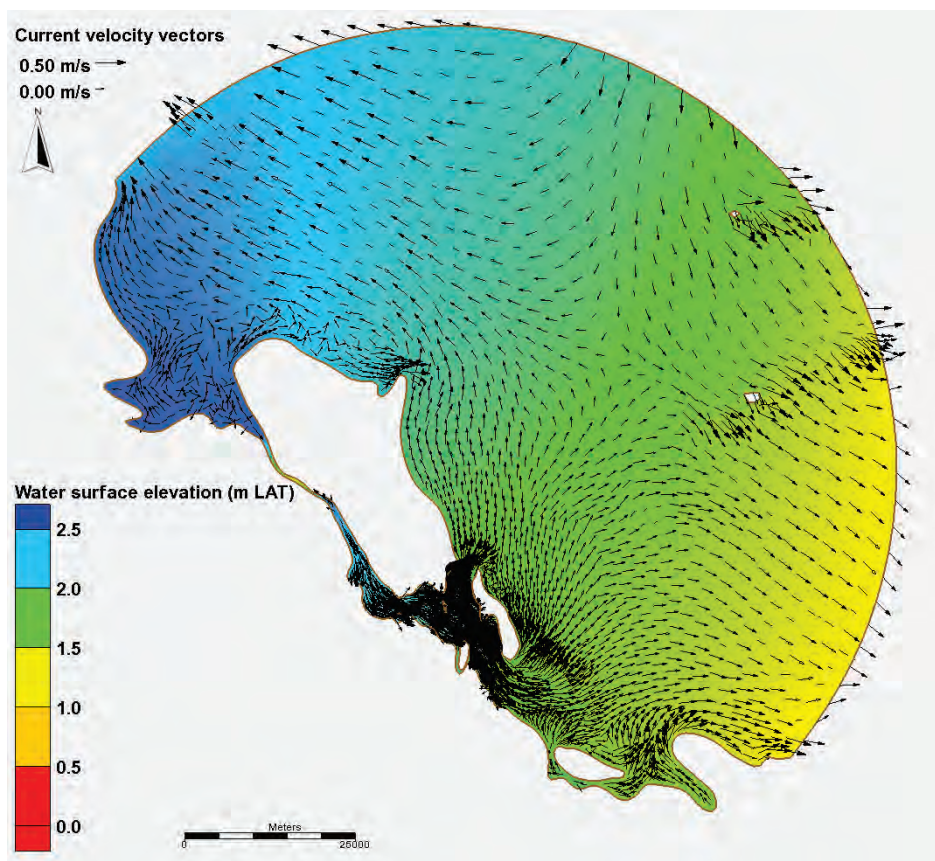 Current velocity vectors
0.50 m/s
0.00 m/s
N
Water surface elevation (m LAT)
2.5
2.0
1.5
1.0
0.5
0.0
Meters
0 25000